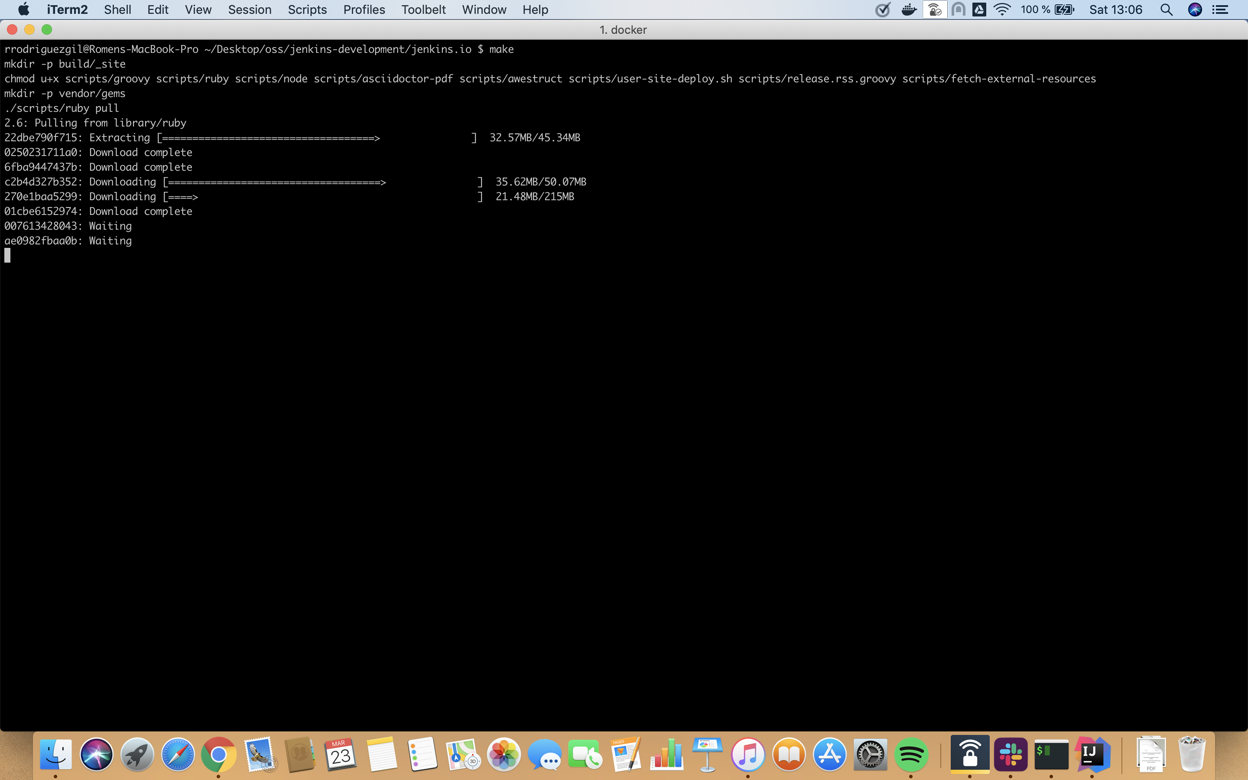 iTerm2 Shell Edit View Session Scripts Profiles Toolbelt Window Help 100 % Sat 13:06
1. docker
rrodriguezgil@Romens-MacBook-Pro ~/Desktop/oss/jenkins-development/jenkins.io $ make
mkdir -p build/_site
chmod u+x scripts/groovy scripts/ruby scripts/node scripts/asciidoctor-pdf scripts/awestruct scripts/user-site-deploy.sh scripts/release.rss.groovy scripts/fetch-external-resources
mkdir -p vendor/gems
./scripts/ruby pull
2.6: Pulling from library/ruby
22dbe790f715: Extracting [===================================>               ]  32.57MB/45.34MB
0250231711a0: Download complete
6fba9447437b: Download complete
c2b4d327b352: Downloading [===================================>               ]  35.62MB/50.07MB
270e1baa5299: Downloading [====>                                              ]  21.48MB/215MB
01cbe6152974: Download complete
007613428043: Waiting
ae0982fbaa0b: Waiting
MAR
23
$
IJ
PDF